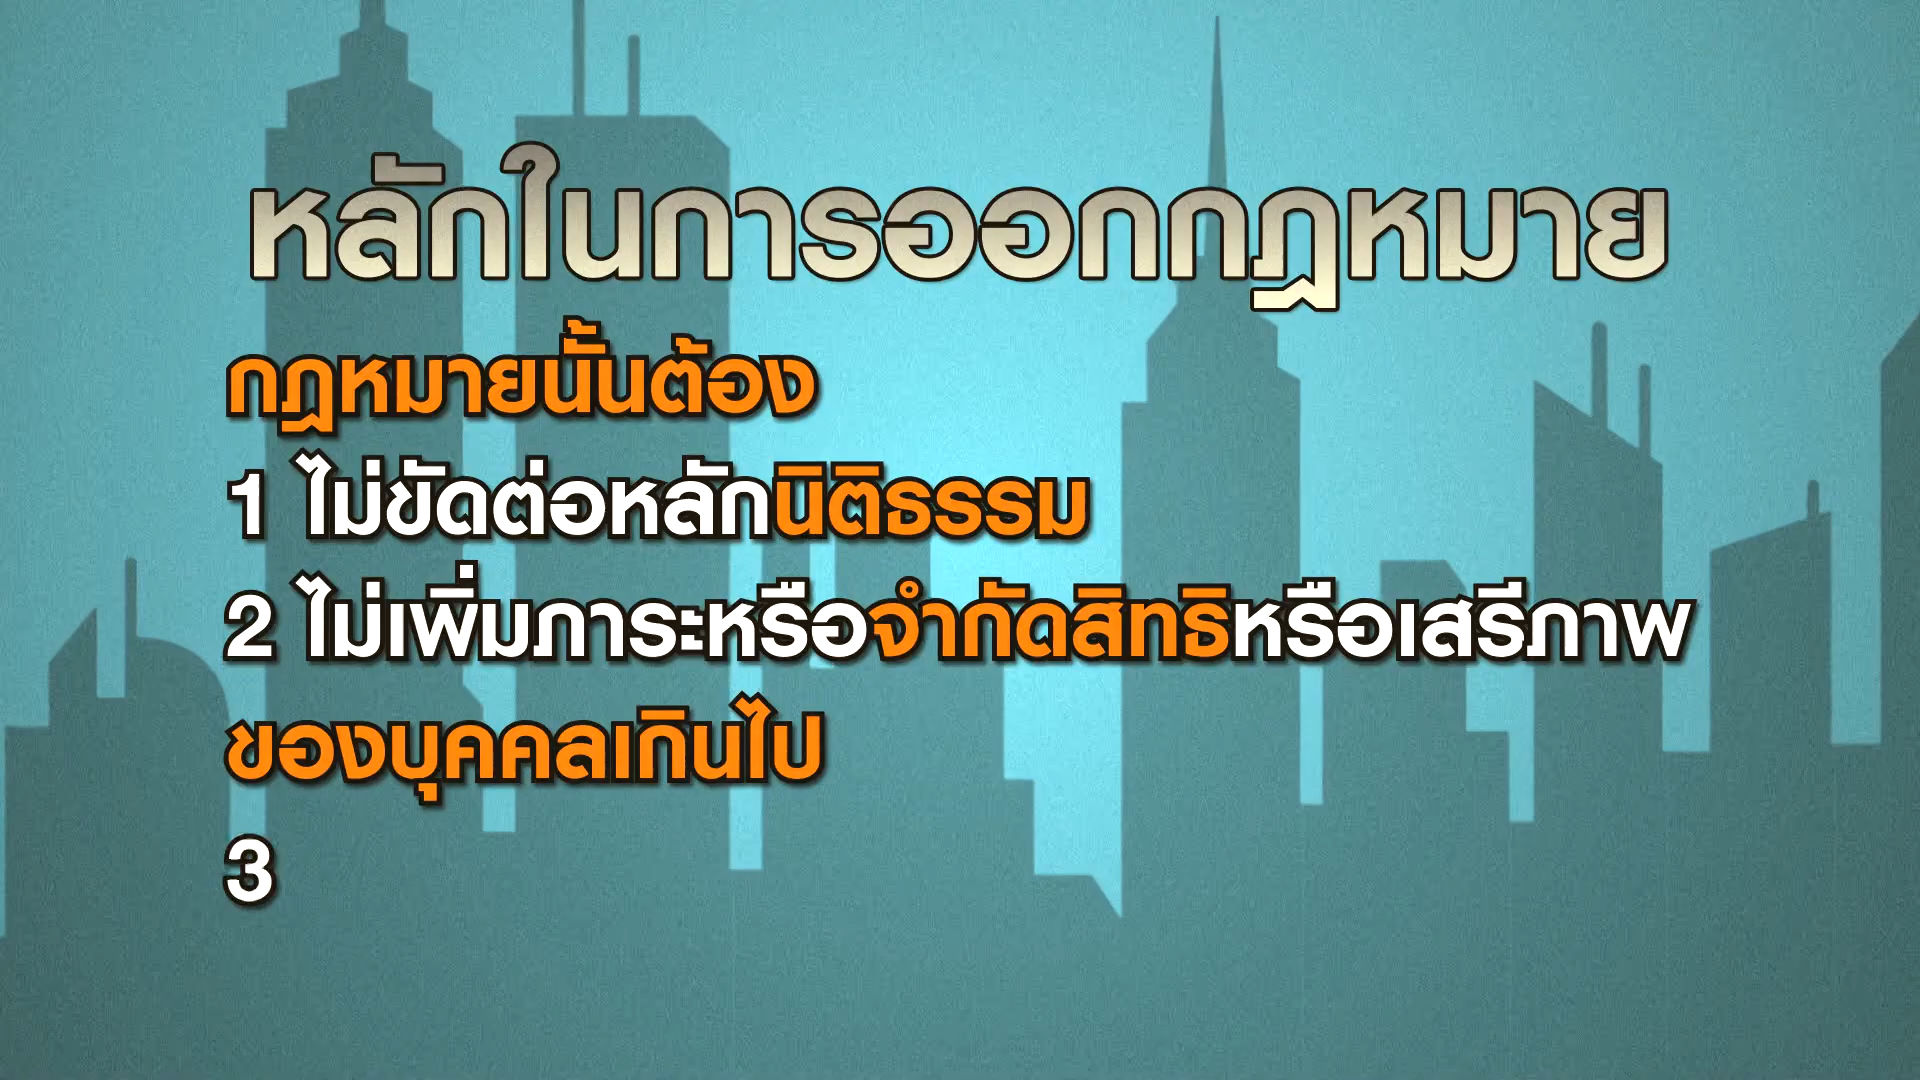 หลักในการออกกฎหมาย
กฎหมายนั้นต้อง
1 ไม่ขัดต่อหลักนิติธรรม
2 ไม่เพิ่มภาระหรือจำกัดสิทธิหรือเสรีภาพ
ของบุคคลเกินไป
3